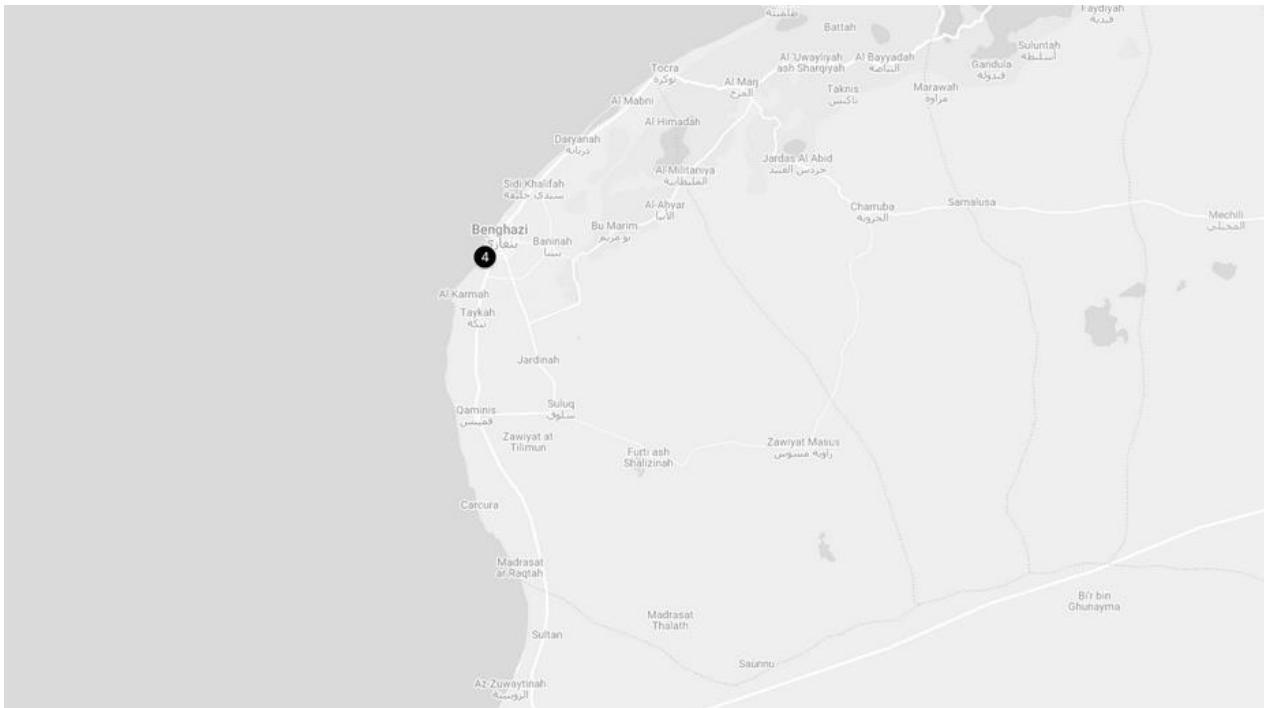 Faydiyah
فيدية
Battah
Suluntah
Al 'Uwayliyah
ash Sharqiyah
Al Bayyadah
البياضة
Gandula
قندولة
Tocra
توكرة
Al Marj
المرج
Taknis
تاكنس
Marawah
مراوة
Al Mabni
Al Himadah
Daryanah
دريانة
Al-Militaniya
المليطانية
Jardas Al Abid
جردس العبيد
Sidi Khalifah
سيدي خليفة
Al-Abyar
الأبيار
Charruba
الخروبة
Samalusa
Mechili
المخيلي
Benghazi
بنغازي
Baninah
بنينا
Bu Marim
بو مريم
4
Al Karmah
Taykah
تيكة
Jardinah
Qaminis
قمينس
Suluq
سلوق
Zawiyat at
Tilimun
Furti ash
Shalizinah
Zawiyat Masus
زاوية مسوس
Carcura
Madrasat
ar Raqtah
Madrasat
Thalath
Bi'r bin
Ghunayma
Sultan
Saunnu
Az-Zuwaytinah
الزويتينة